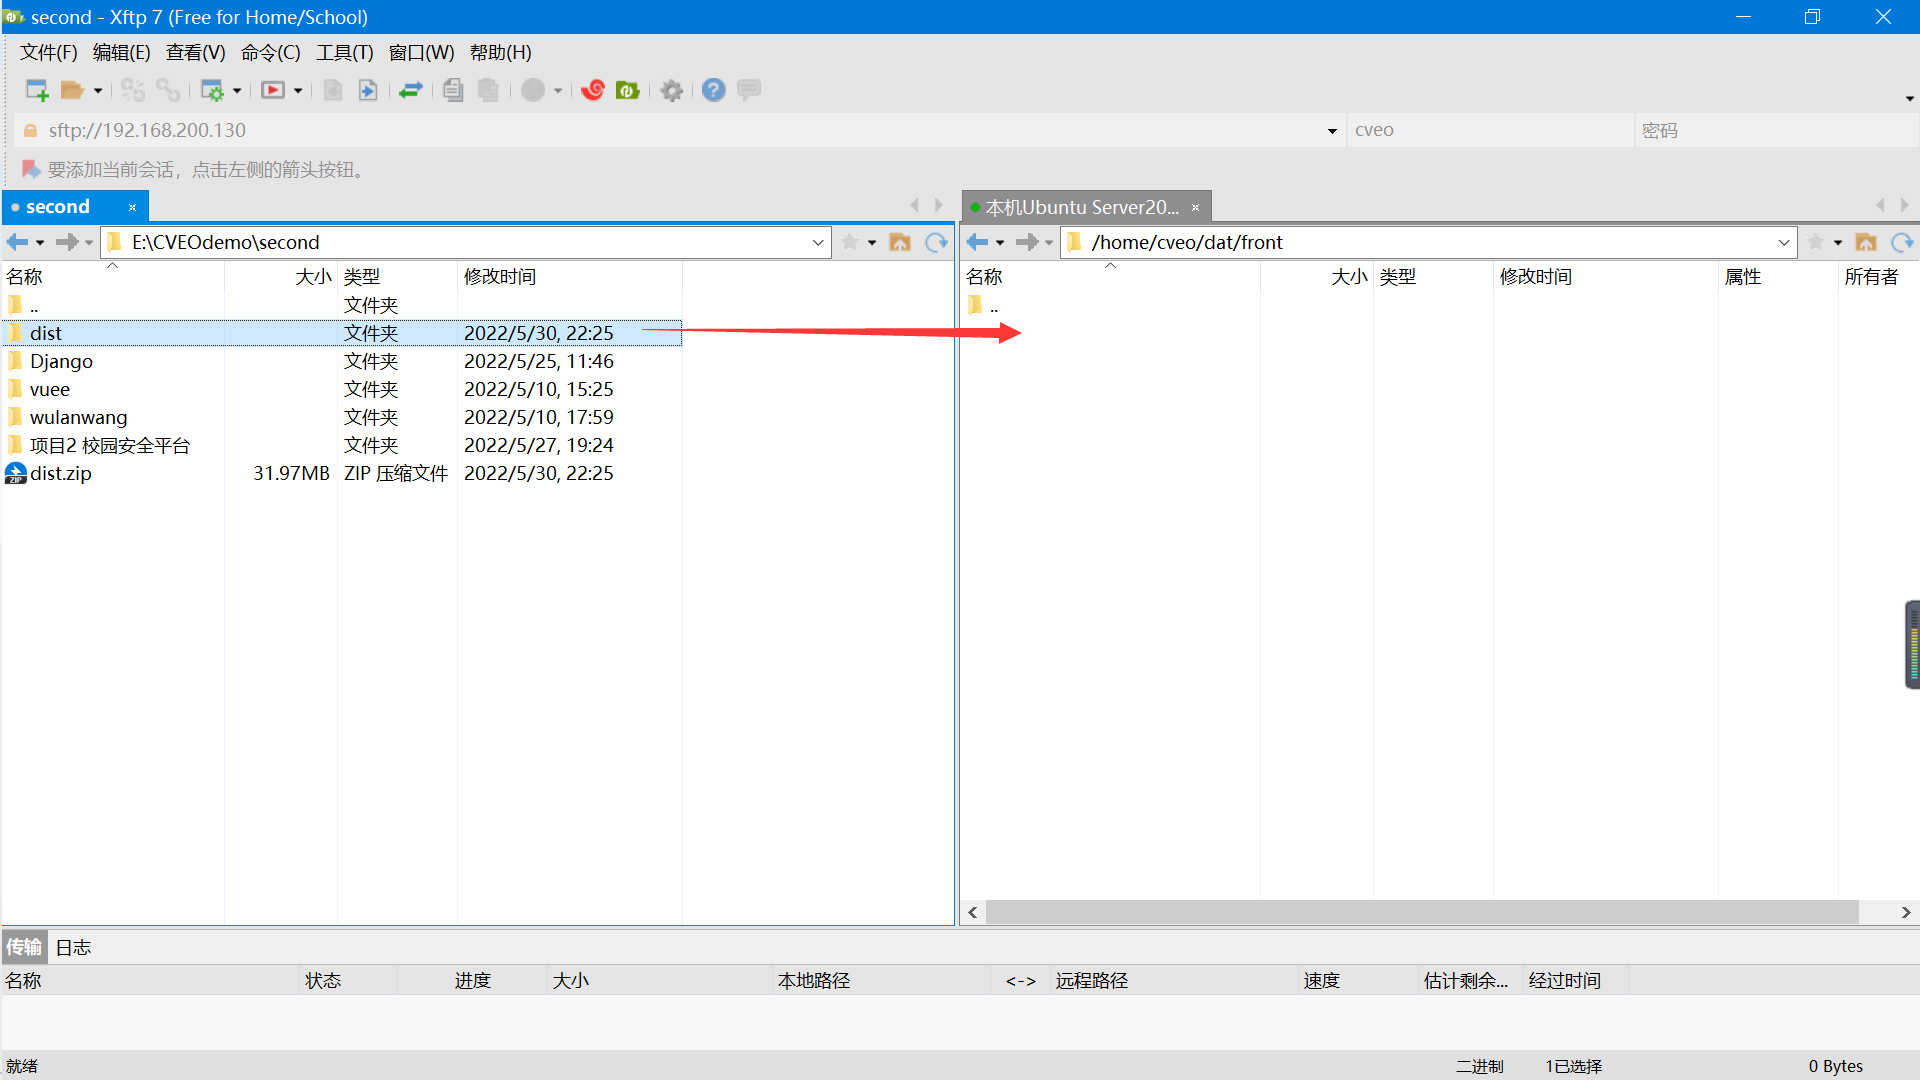 second - Xftp 7 (Free for Home/School)
文件(F) 编辑(E) 查看(V) 命令(C) 工具(T) 窗口(W) 帮助(H)
sftp://192.168.200.130 cveo 密码
要添加当前会话，点击左侧的箭头按钮。
second
本机Ubuntu Server20...
E:\CVEOdemo\second
/home/cveo/dat/front
名称 大小 类型 修改时间
名称 大小 类型 修改时间 属性 所有者
.. 文件夹
..
dist 文件夹 2022/5/30, 22:25
Django 文件夹 2022/5/25, 11:46
vuee 文件夹 2022/5/10, 15:25
wulanwang 文件夹 2022/5/10, 17:59
项目2 校园安全平台 文件夹 2022/5/27, 19:24
ZIP
dist.zip 31.97MB ZIP 压缩文件 2022/5/30, 22:25
传输 日志
名称 状态 进度 大小 本地路径 <-> 远程路径 速度 估计剩余... 经过时间
就绪 二进制 1已选择 0 Bytes